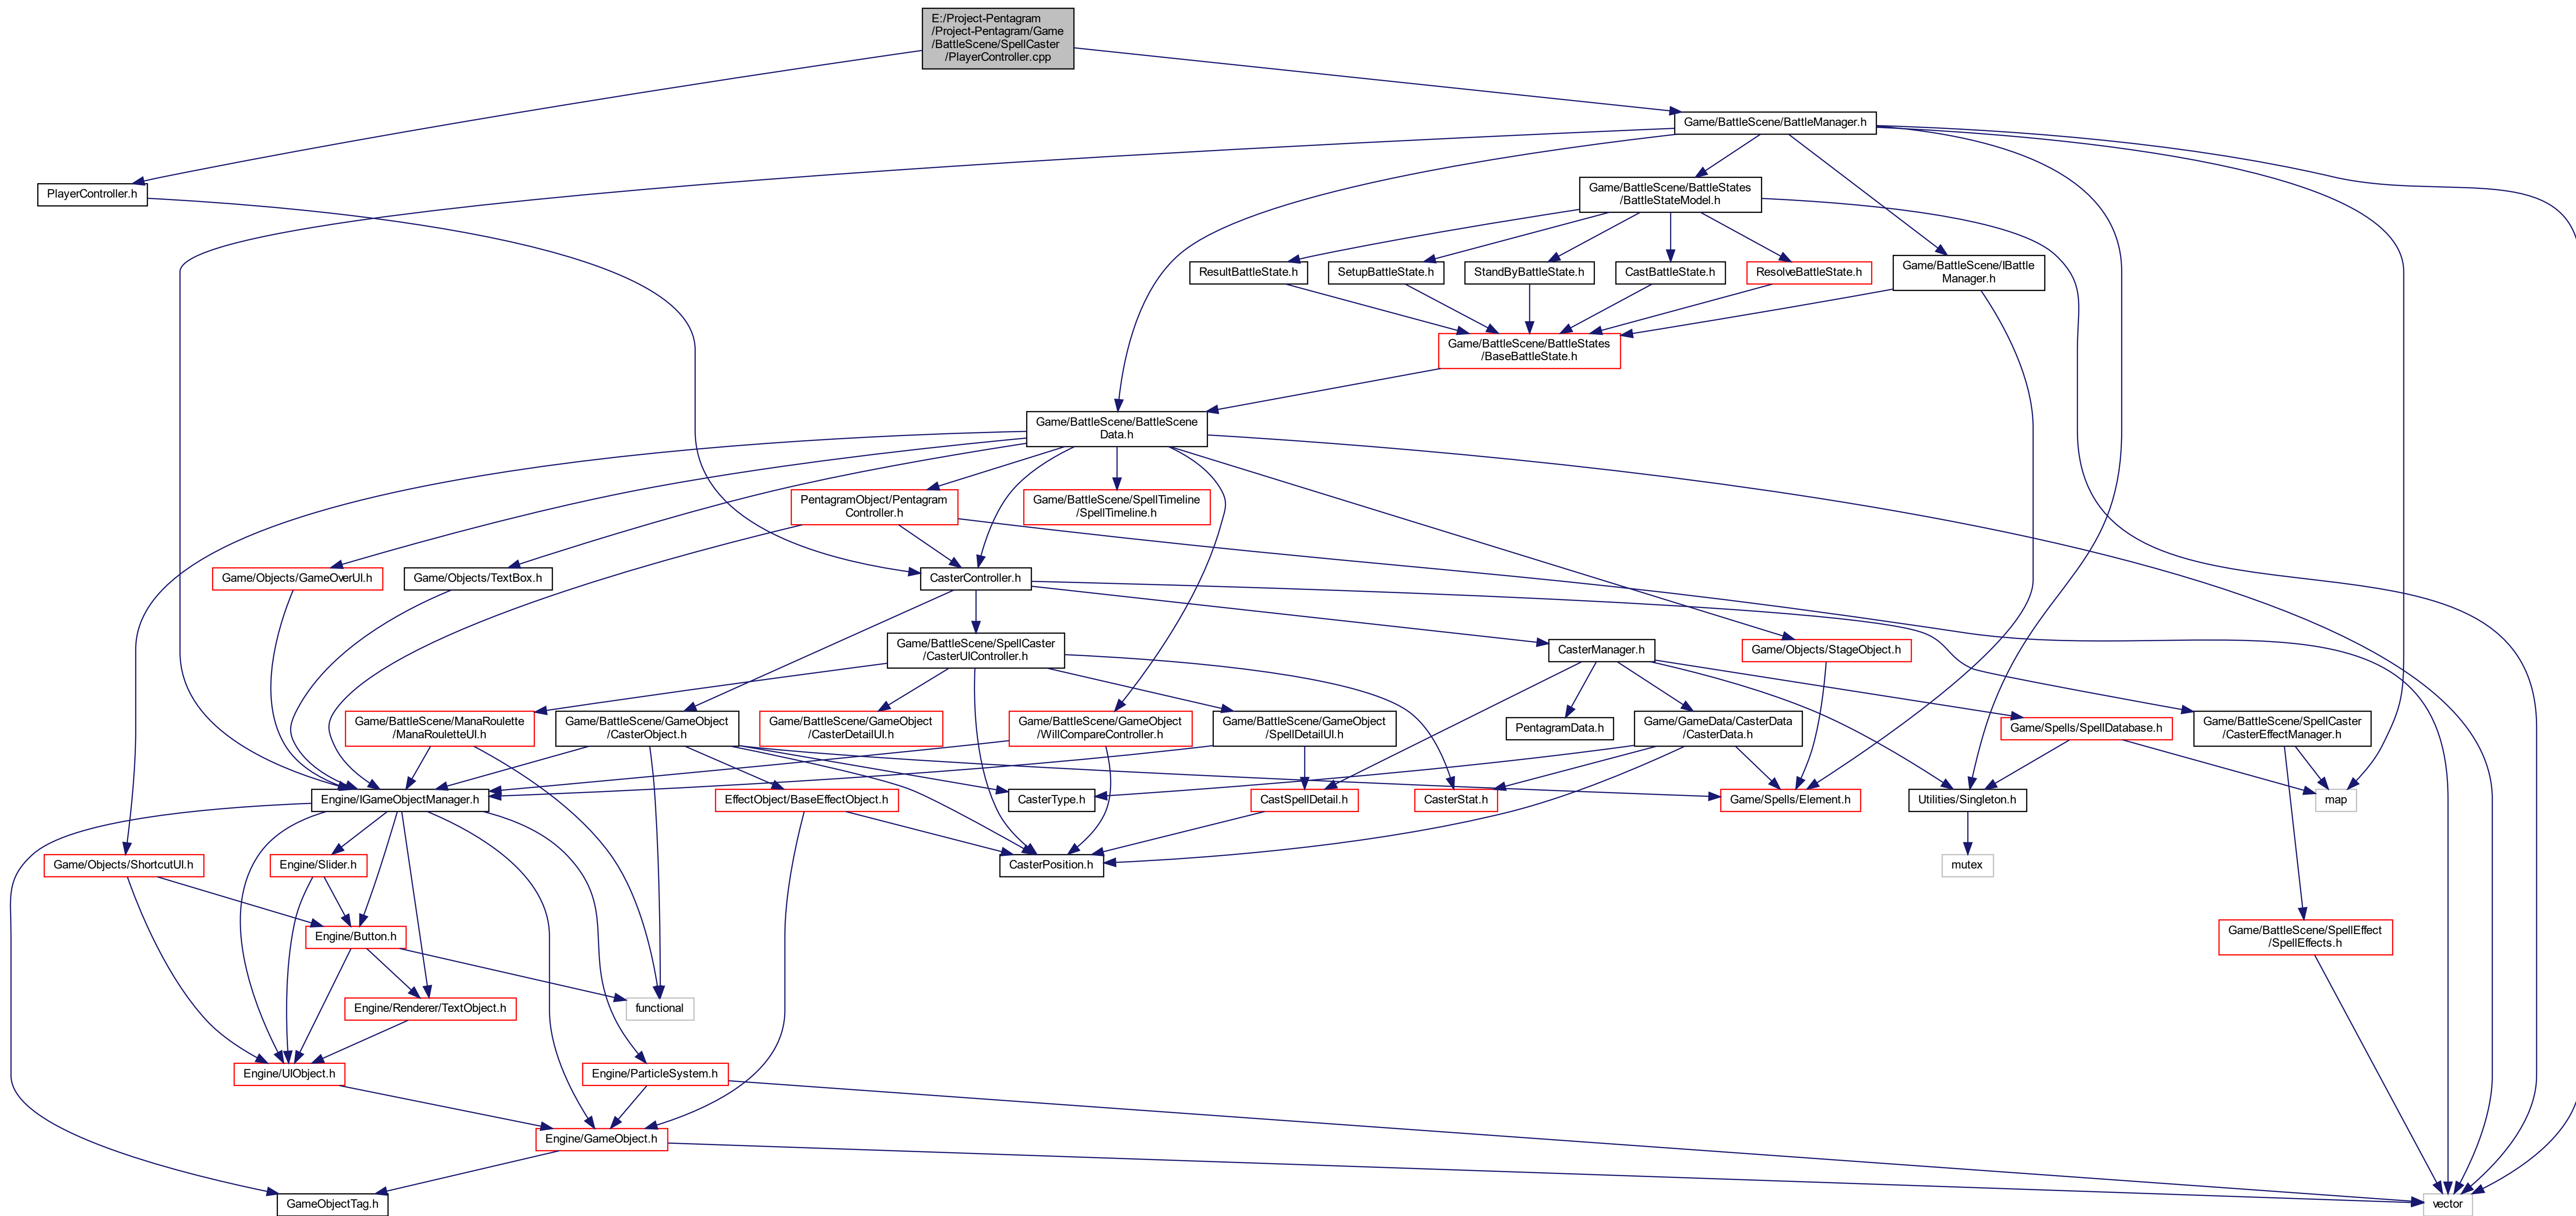 E:/Project-Pentagram
/Project-Pentagram/Game
/BattleScene/SpellCaster
/PlayerController.cpp
Game/BattleScene/BattleManager.h
PlayerController.h
Game/BattleScene/BattleStates
/BattleStateModel.h
ResultBattleState.h
SetupBattleState.h
StandByBattleState.h
CastBattleState.h
ResolveBattleState.h
Game/BattleScene/IBattle
Manager.h
Game/BattleScene/BattleStates
/BaseBattleState.h
Game/BattleScene/BattleScene
Data.h
PentagramObject/Pentagram
Controller.h
Game/BattleScene/SpellTimeline
/SpellTimeline.h
Game/Objects/GameOverUI.h
Game/Objects/TextBox.h
CasterController.h
Game/BattleScene/SpellCaster
/CasterUIController.h
CasterManager.h
Game/Objects/StageObject.h
Game/BattleScene/ManaRoulette
/ManaRouletteUI.h
Game/BattleScene/GameObject
/CasterObject.h
Game/BattleScene/GameObject
/CasterDetailUI.h
Game/BattleScene/GameObject
/WillCompareController.h
Game/BattleScene/GameObject
/SpellDetailUI.h
PentagramData.h
Game/GameData/CasterData
/CasterData.h
Game/Spells/SpellDatabase.h
Game/BattleScene/SpellCaster
/CasterEffectManager.h
Engine/IGameObjectManager.h
EffectObject/BaseEffectObject.h
CasterType.h
CastSpellDetail.h
CasterStat.h
Game/Spells/Element.h
Utilities/Singleton.h
map
Game/Objects/ShortcutUI.h
Engine/Slider.h
CasterPosition.h
mutex
Engine/Button.h
Game/BattleScene/SpellEffect
/SpellEffects.h
Engine/Renderer/TextObject.h
functional
Engine/UIObject.h
Engine/ParticleSystem.h
Engine/GameObject.h
GameObjectTag.h
vector